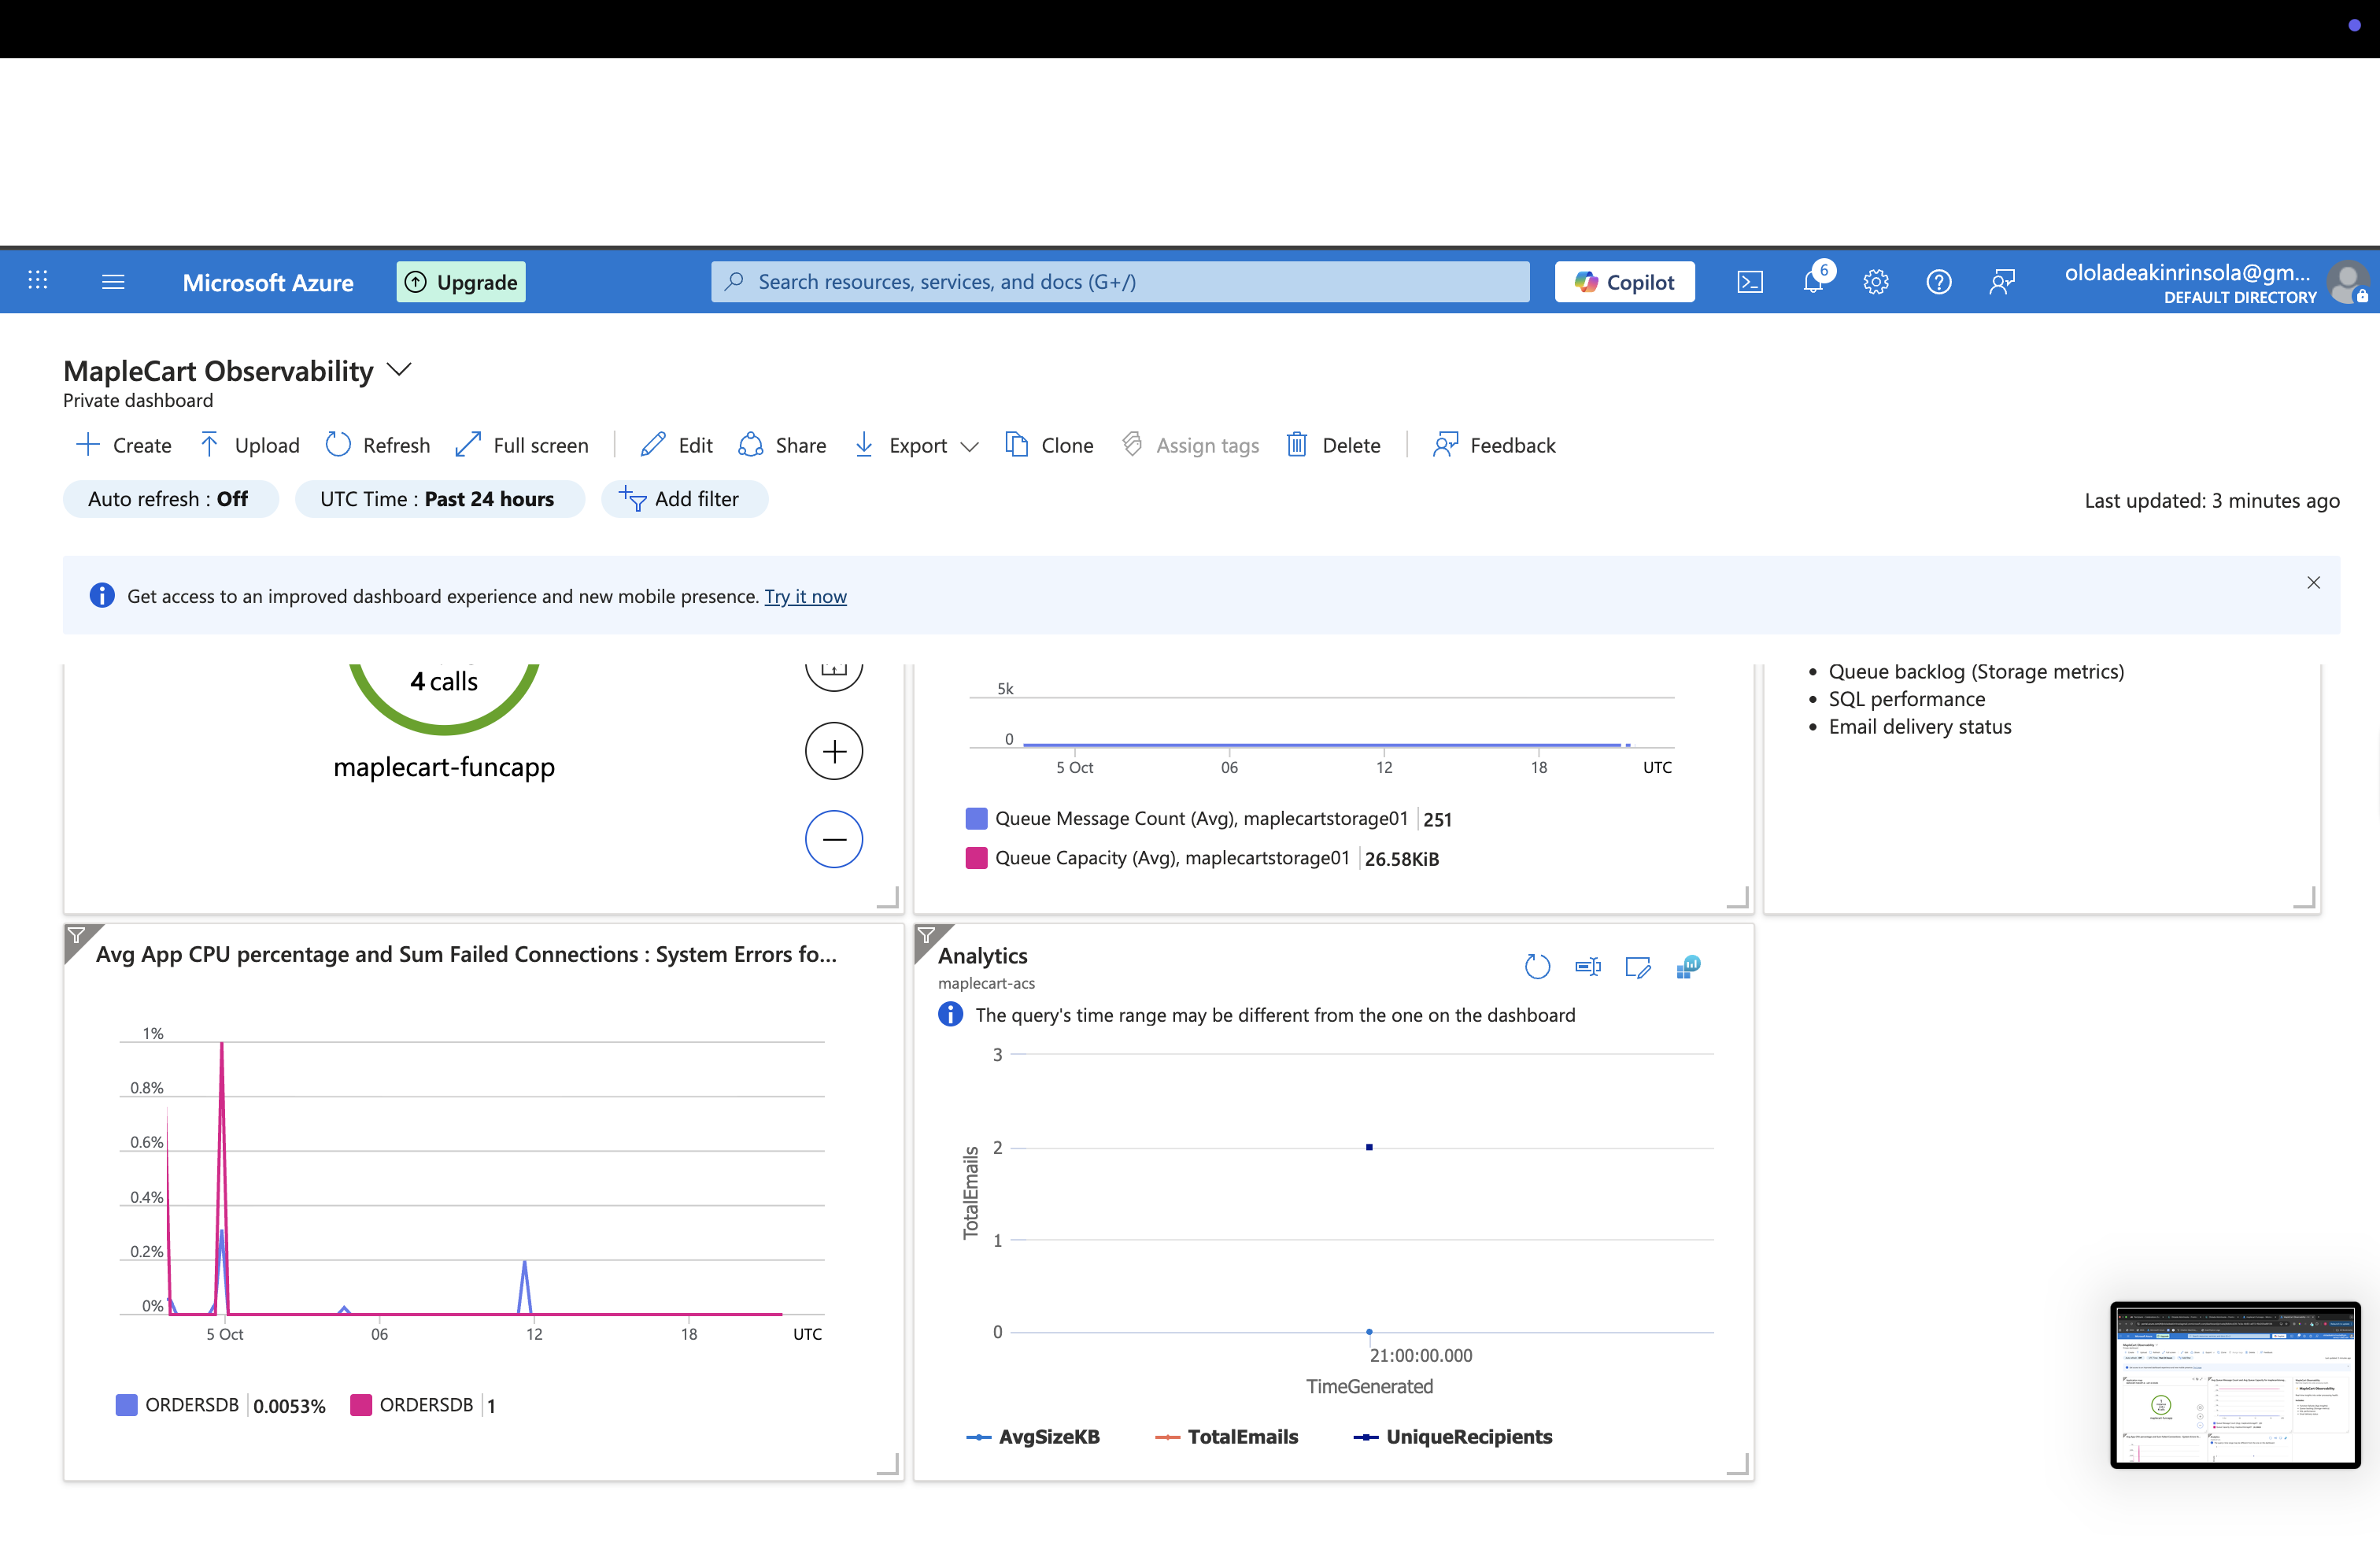 Microsoft Azure
Upgrade
Search resources, services, and docs (G+/)
Copilot
6
ololadeakinrinsola@gm...
DEFAULT DIRECTORY
MapleCart Observability
Private dashboard
Create Upload Refresh Full screen Edit Share Export Clone Assign tags Delete Feedback
Auto refresh : Off
UTC Time : Past 24 hours
Add filter
Last updated: 3 minutes ago
Get access to an improved dashboard experience and new mobile presence. Try it now
4 calls
maplecart-funcapp
5k
0
5 Oct 06 12 18 UTC
Queue Message Count (Avg), maplecartstorage01 251
Queue Capacity (Avg), maplecartstorage01 26.58KiB
• Queue backlog (Storage metrics)
• SQL performance
• Email delivery status
Avg App CPU percentage and Sum Failed Connections : System Errors fo...
1%
0.8%
0.6%
0.4%
0.2%
0%
5 Oct 06 12 18 UTC
ORDERSDB 0.0053% ORDERSDB 1
Analytics
maplecart-acs
The query's time range may be different from the one on the dashboard
3
2
1
0
TotalEmails
21:00:00.000
TimeGenerated
AvgSizeKB TotalEmails UniqueRecipients